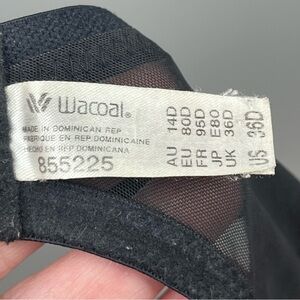 Wacoal®
MADE IN DOMINICAN REP
FABRIQUE EN REP DOMINICAINE
HECHO EN REP DOMINICANA
855225
AU 14D
EU 80D
FR 95D
JP E80
UK 36D
US 36D